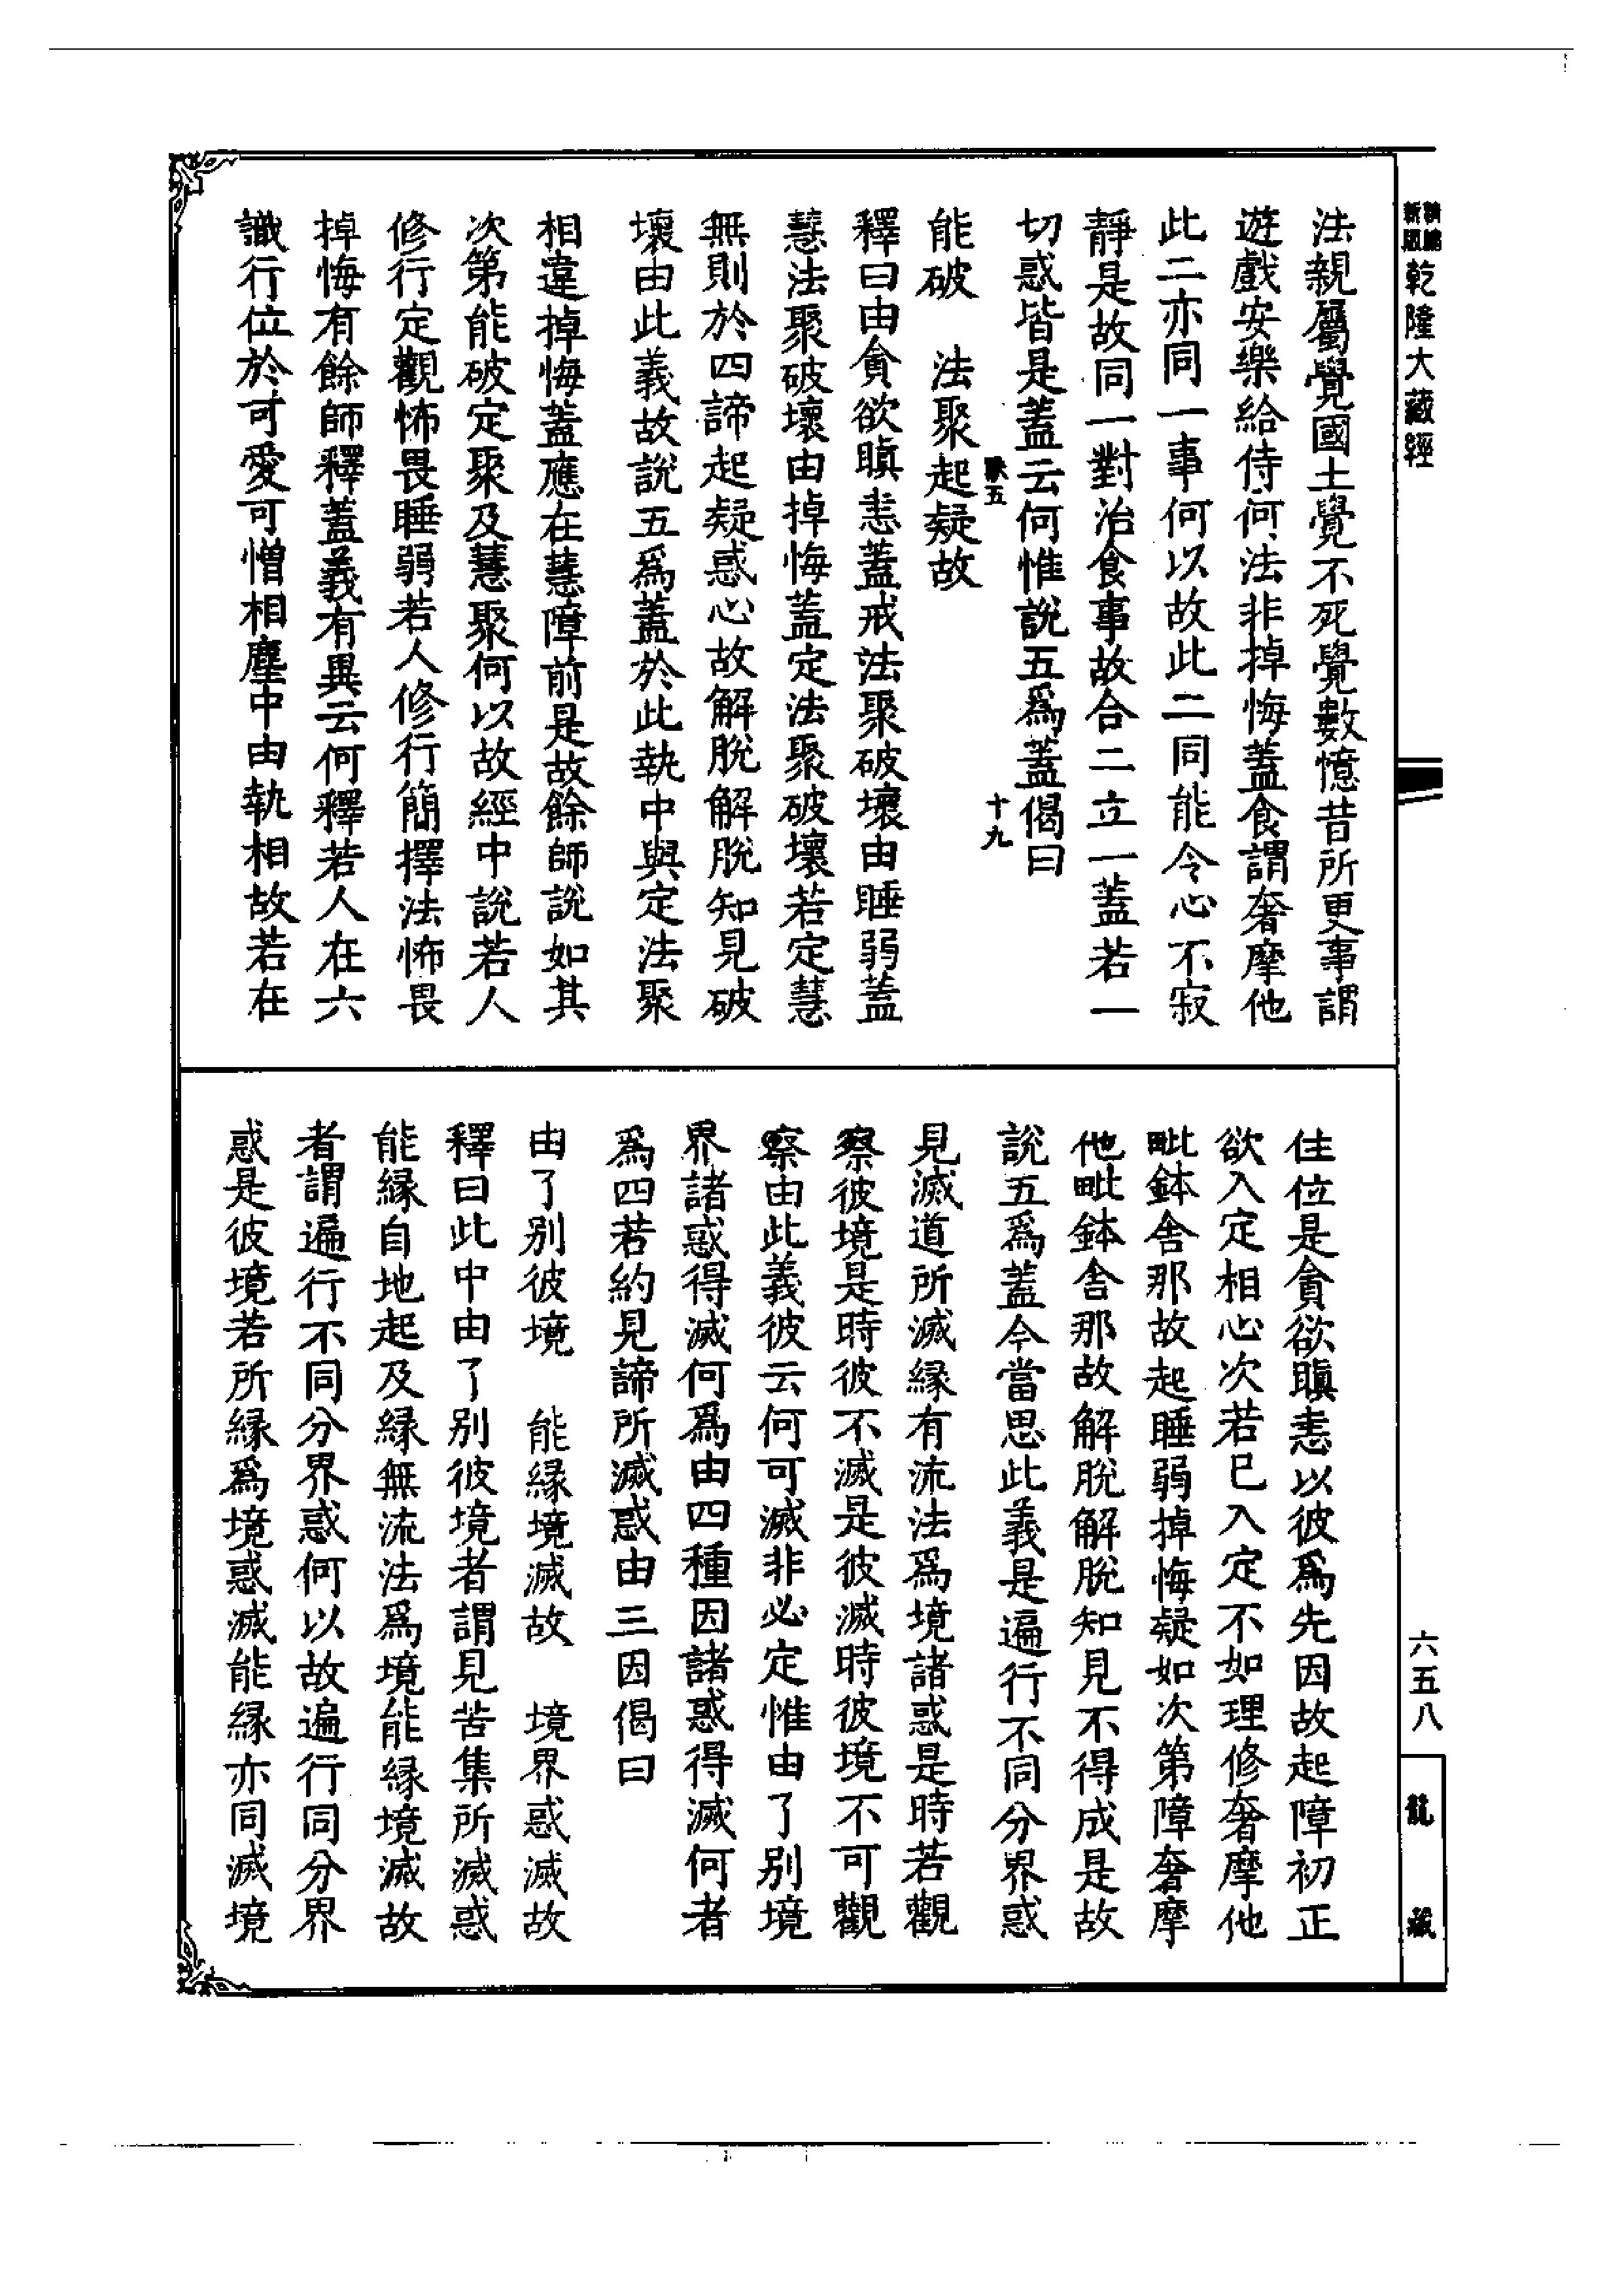 乾隆大藏經
法親屬覺國土覺不死覺數憶昔所更事謂
遊戲安樂給侍何法非掉悔蓋食謂奢摩他
此二亦同一事何以故此二同能令心不寂
靜是故同一對治食事故合二立一蓋若一
切惑皆是蓋云何惟說五爲蓋偈曰
五 十九
能破 法聚起疑故
釋曰由貪欲瞋恚蓋戒法聚破壞由睡弱蓋
慧法聚破壞由掉悔蓋定法聚破壞若定慧
無則於四諦起疑惑心故解脫解脫知見破
壞由此義故說五爲蓋於此執中與定法聚
相違掉悔蓋應在慧障前是故餘師說如其
次第能破定聚及慧聚何以故經中說若人
修行定觀怖畏睡弱若人修行簡擇法怖畏
掉悔有餘師釋蓋義有異云何釋若人在六
識行位於可愛可憎相塵中由執相故若在
住位是貪欲瞋恚以彼爲先因故起障初正
欲入定相心次若已入定不如理修奢摩他
毗鉢舍那故起睡弱掉悔疑如次第障奢摩
他毗鉢舍那故解脫解脫知見不得成是故
說五爲蓋今當思此義是遍行不同分界惑
見滅道所滅緣有流法爲境諸惑是時若觀
察彼境是時彼不滅是彼滅時彼境不可觀
察由此義彼云何可滅非必定惟由了別境
界諸惑得滅何爲由四種因諸惑得滅何者
爲四若約見諦所滅惑由三因偈曰
由了別彼境 能緣境滅故 境界惑滅故
釋曰此中由了別彼境者謂見苦集所滅惑
能緣自地起及緣無流法爲境能緣境滅故
者謂遍行不同分界惑何以故遍行同分界
惑是彼境若所緣爲境惑滅能緣亦同滅境
六五八
龍藏